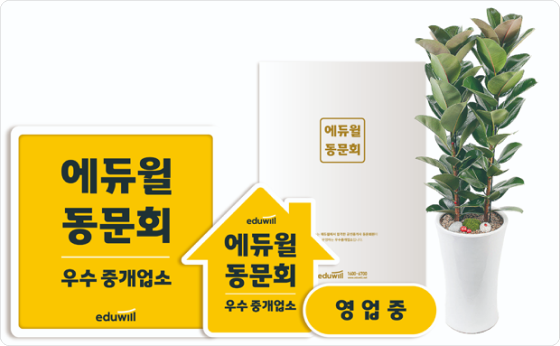 에듀윌
동문회
우수 중개업소
eduwill
eduwill
에듀윌
동문회
우수 중개업소
영 업 중
에듀윌
동문회
eduwill